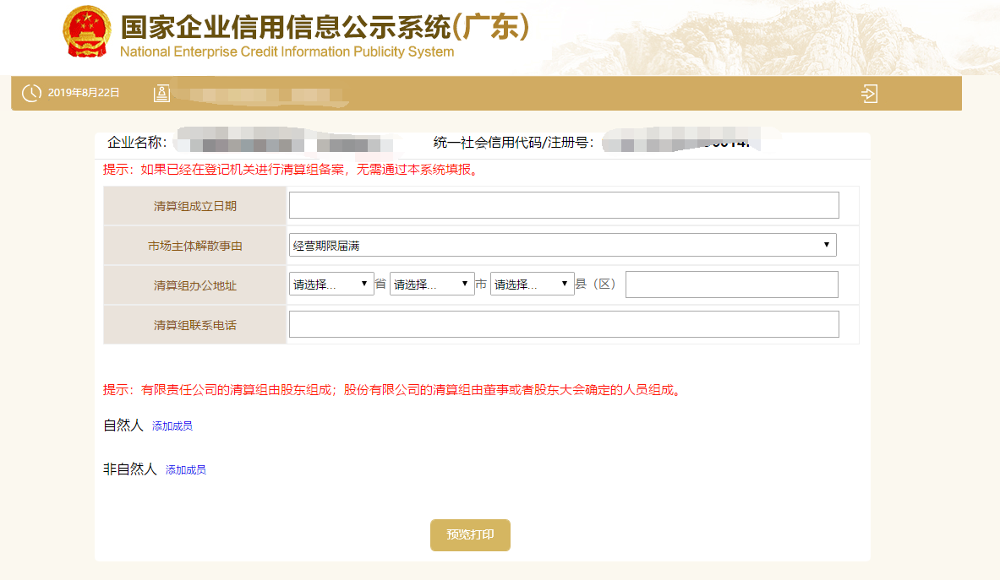 国家企业信用信息公示系统(广东)
National Enterprise Credit Information Publicity System
2019年8月22日
企业名称： 统一社会信用代码/注册号：
提示：如果已经在登记机关进行清算组备案，无需通过本系统填报。
清算组成立日期
市场主体解散事由 经营期限届满
清算组办公地址 请选择... 省 请选择... 市 请选择... 县（区）
清算组联系电话
提示：有限责任公司的清算组由股东组成；股份有限公司的清算组由董事或者股东大会确定的人员组成。
自然人 添加成员
非自然人 添加成员
预览打印